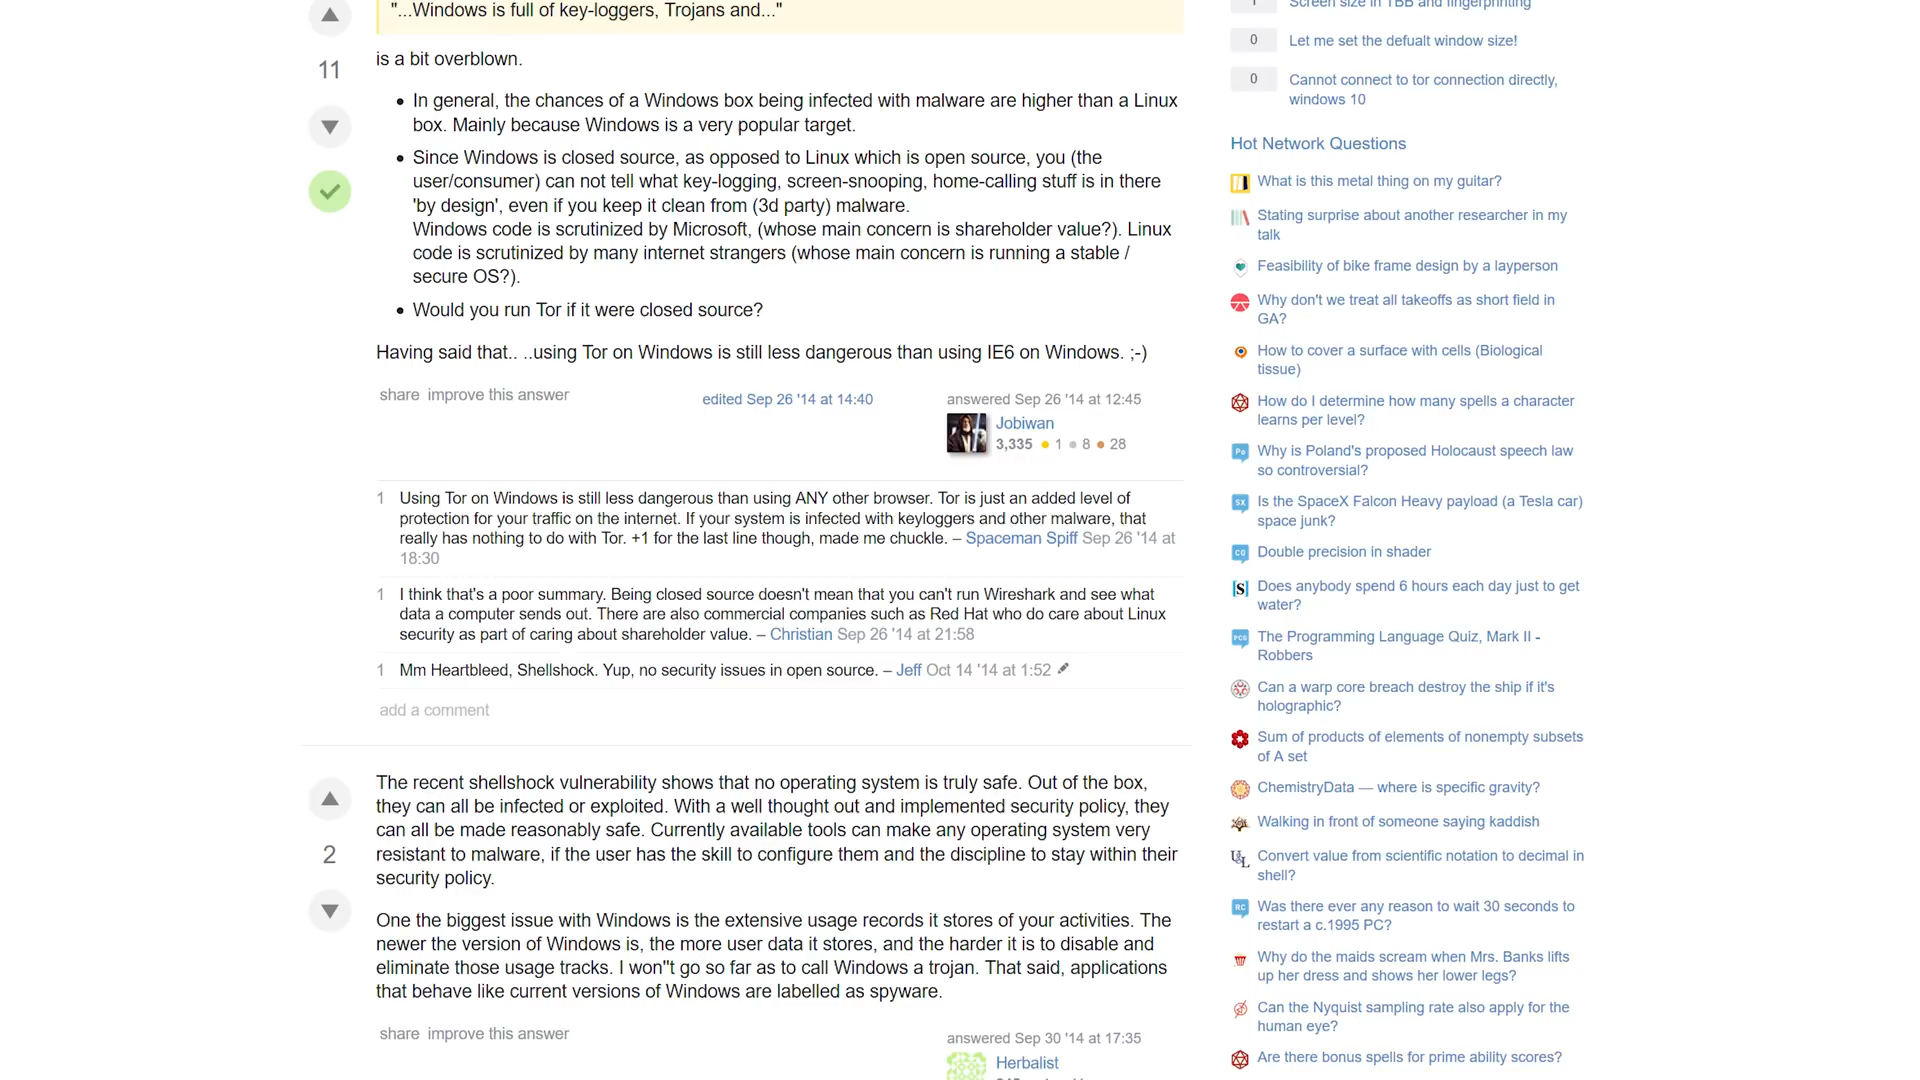 "...Windows is full of key-loggers, Trojans and..."
11
is a bit overblown.
In general, the chances of a Windows box being infected with malware are higher than a Linux
box. Mainly because Windows is a very popular target.
Since Windows is closed source, as opposed to Linux which is open source, you (the
user/consumer) can not tell what key-logging, screen-snooping, home-calling stuff is in there
'by design', even if you keep it clean from (3d party) malware.
Windows code is scrutinized by Microsoft, (whose main concern is shareholder value?). Linux
code is scrutinized by many internet strangers (whose main concern is running a stable /
secure OS?).
Would you run Tor if it were closed source?
Having said that.. ..using Tor on Windows is still less dangerous than using IE6 on Windows. ;-)
share improve this answer
edited Sep 26 '14 at 14:40
answered Sep 26 '14 at 12:45
Jobiwan
3,335 1 8 28
1 Using Tor on Windows is still less dangerous than using ANY other browser. Tor is just an added level of
protection for your traffic on the internet. If your system is infected with keyloggers and other malware, that
really has nothing to do with Tor. +1 for the last line though, made me chuckle. – Spaceman Spiff Sep 26 '14 at
18:30
1 I think that's a poor summary. Being closed source doesn't mean that you can't run Wireshark and see what
data a computer sends out. There are also commercial companies such as Red Hat who do care about Linux
security as part of caring about shareholder value. – Christian Sep 26 '14 at 21:58
1 Mm Heartbleed, Shellshock. Yup, no security issues in open source. – Jeff Oct 14 '14 at 1:52
add a comment
2
The recent shellshock vulnerability shows that no operating system is truly safe. Out of the box,
they can all be infected or exploited. With a well thought out and implemented security policy, they
can all be made reasonably safe. Currently available tools can make any operating system very
resistant to malware, if the user has the skill to configure them and the discipline to stay within their
security policy.
One the biggest issue with Windows is the extensive usage records it stores of your activities. The
newer the version of Windows is, the more user data it stores, and the harder it is to disable and
eliminate those usage tracks. I won"t go so far as to call Windows a trojan. That said, applications
that behave like current versions of Windows are labelled as spyware.
share improve this answer
answered Sep 30 '14 at 17:35
Herbalist
1 Screen size in TBB and fingerprinting
0 Let me set the defualt window size!
0 Cannot connect to tor connection directly,
windows 10
Hot Network Questions
What is this metal thing on my guitar?
Stating surprise about another researcher in my
talk
Feasibility of bike frame design by a layperson
Why don't we treat all takeoffs as short field in
GA?
How to cover a surface with cells (Biological
tissue)
How do I determine how many spells a character
learns per level?
Po Why is Poland's proposed Holocaust speech law
so controversial?
SX Is the SpaceX Falcon Heavy payload (a Tesla car)
space junk?
CG Double precision in shader
[S] Does anybody spend 6 hours each day just to get
water?
PCG The Programming Language Quiz, Mark II -
Robbers
Can a warp core breach destroy the ship if it's
holographic?
Sum of products of elements of nonempty subsets
of A set
ChemistryData — where is specific gravity?
Walking in front of someone saying kaddish
U&L Convert value from scientific notation to decimal in
shell?
RC Was there ever any reason to wait 30 seconds to
restart a c.1995 PC?
Why do the maids scream when Mrs. Banks lifts
up her dress and shows her lower legs?
Can the Nyquist sampling rate also apply for the
human eye?
Are there bonus spells for prime ability scores?